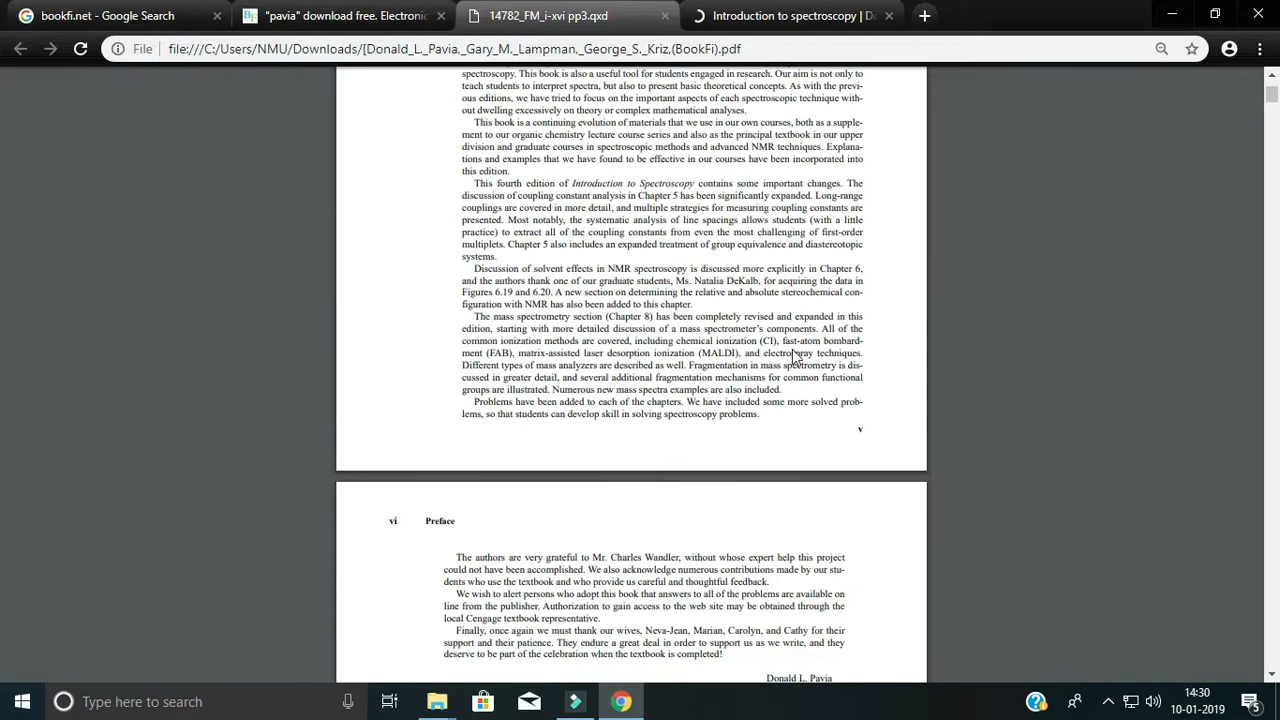 bookfi.net - Google Search
"pavia" download free. Electronic
14782_FM_i-xvi pp3.qxd
Introduction to spectroscopy | Do
File
file:///C:/Users/NMU/Downloads/[Donald_L._Pavia,_Gary_M._Lampman,_George_S._Kriz,(BookFi).pdf
spectroscopy. This book is also a useful tool for students engaged in research. Our aim is not only to
teach students to interpret spectra, but also to present basic theoretical concepts. As with the previ-
ous editions, we have tried to focus on the important aspects of each spectroscopic technique with-
out dwelling excessively on theory or complex mathematical analyses.
This book is a continuing evolution of materials that we use in our own courses, both as a supple-
ment to our organic chemistry lecture course series and also as the principal textbook in our upper
division and graduate courses in spectroscopic methods and advanced NMR techniques. Explana-
tions and examples that we have found to be effective in our courses have been incorporated into
this edition.
This fourth edition of Introduction to Spectroscopy contains some important changes. The
discussion of coupling constant analysis in Chapter 5 has been significantly expanded. Long-range
couplings are covered in more detail, and multiple strategies for measuring coupling constants are
presented. Most notably, the systematic analysis of line spacings allows students (with a little
practice) to extract all of the coupling constants from even the most challenging of first-order
multiplets. Chapter 5 also includes an expanded treatment of group equivalence and diastereotopic
systems.
Discussion of solvent effects in NMR spectroscopy is discussed more explicitly in Chapter 6,
and the authors thank one of our graduate students, Ms. Natalia DeKalb, for acquiring the data in
Figures 6.19 and 6.20. A new section on determining the relative and absolute stereochemical con-
figuration with NMR has also been added to this chapter.
The mass spectrometry section (Chapter 8) has been completely revised and expanded in this
edition, starting with more detailed discussion of a mass spectrometer's components. All of the
common ionization methods are covered, including chemical ionization (CI), fast-atom bombard-
ment (FAB), matrix-assisted laser desorption ionization (MALDI), and electrospray techniques.
Different types of mass analyzers are described as well. Fragmentation in mass spectrometry is dis-
cussed in greater detail, and several additional fragmentation mechanisms for common functional
groups are illustrated. Numerous new mass spectra examples are also included.
Problems have been added to each of the chapters. We have included some more solved prob-
lems, so that students can develop skill in solving spectroscopy problems.
v
vi Preface
The authors are very grateful to Mr. Charles Wandler, without whose expert help this project
could not have been accomplished. We also acknowledge numerous contributions made by our stu-
dents who use the textbook and who provide us careful and thoughtful feedback.
We wish to alert persons who adopt this book that answers to all of the problems are available on
line from the publisher. Authorization to gain access to the web site may be obtained through the
local Cengage textbook representative.
Finally, once again we must thank our wives, Neva-Jean, Marian, Carolyn, and Cathy for their
support and their patience. They endure a great deal in order to support us as we write, and they
deserve to be part of the celebration when the textbook is completed!
Donald L. Pavia
Type here to search
14:30
10-01-2019
5